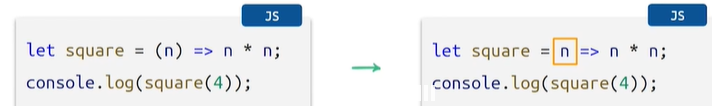 JS
let square = (n) => n * n;
console.log(square(4));
JS
let square = n => n * n;
console.log(square(4));